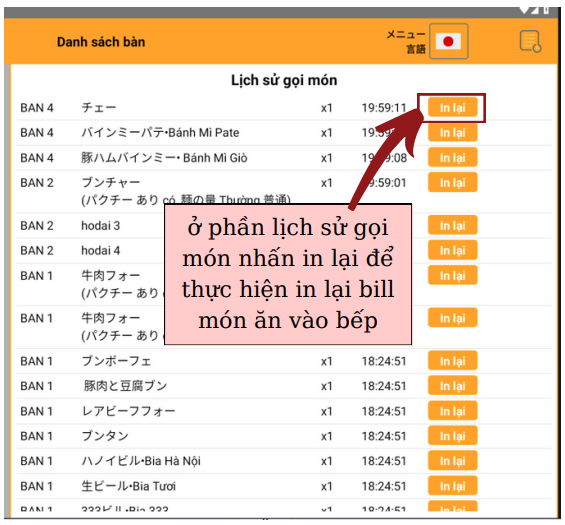 Danh sách bàn
メニュー
言語
Lịch sử gọi món
BAN 4 チェー x1 19:59:11 In lại
BAN 4 バインミーパテ•Bánh Mì Pate x1 In lại
BAN 4 豚ハムバインミー• Bánh Mì Giò x1 In lại
BAN 2 ブンチャー x1 In lại
(パクチー あり có, 麺の量 Thường 普通)
BAN 2 hodai 3 In lại
BAN 2 hodai 4 In lại
BAN 1 牛肉フォー In lại
(パクチー あり
BAN 1 牛肉フォー In lại
(パクチー あり
ở phần lịch sử gọi
món nhấn in lại để
thực hiện in lại bill
món ăn vào bếp
BAN 1 ブンボーフェ x1 18:24:51 In lại
BAN 1 豚肉と豆腐ブン x1 18:24:51 In lại
BAN 1 レアビーフフォー x1 18:24:51 In lại
BAN 1 ブンタン x1 18:24:51 In lại
BAN 1 ハノイビル•Bia Hà Nội x1 18:24:51 In lại
BAN 1 生ビール•Bia Tươi x1 18:24:51 In lại
BAN 1 333ビル•Bia 333 x1 18:24:51 In lại